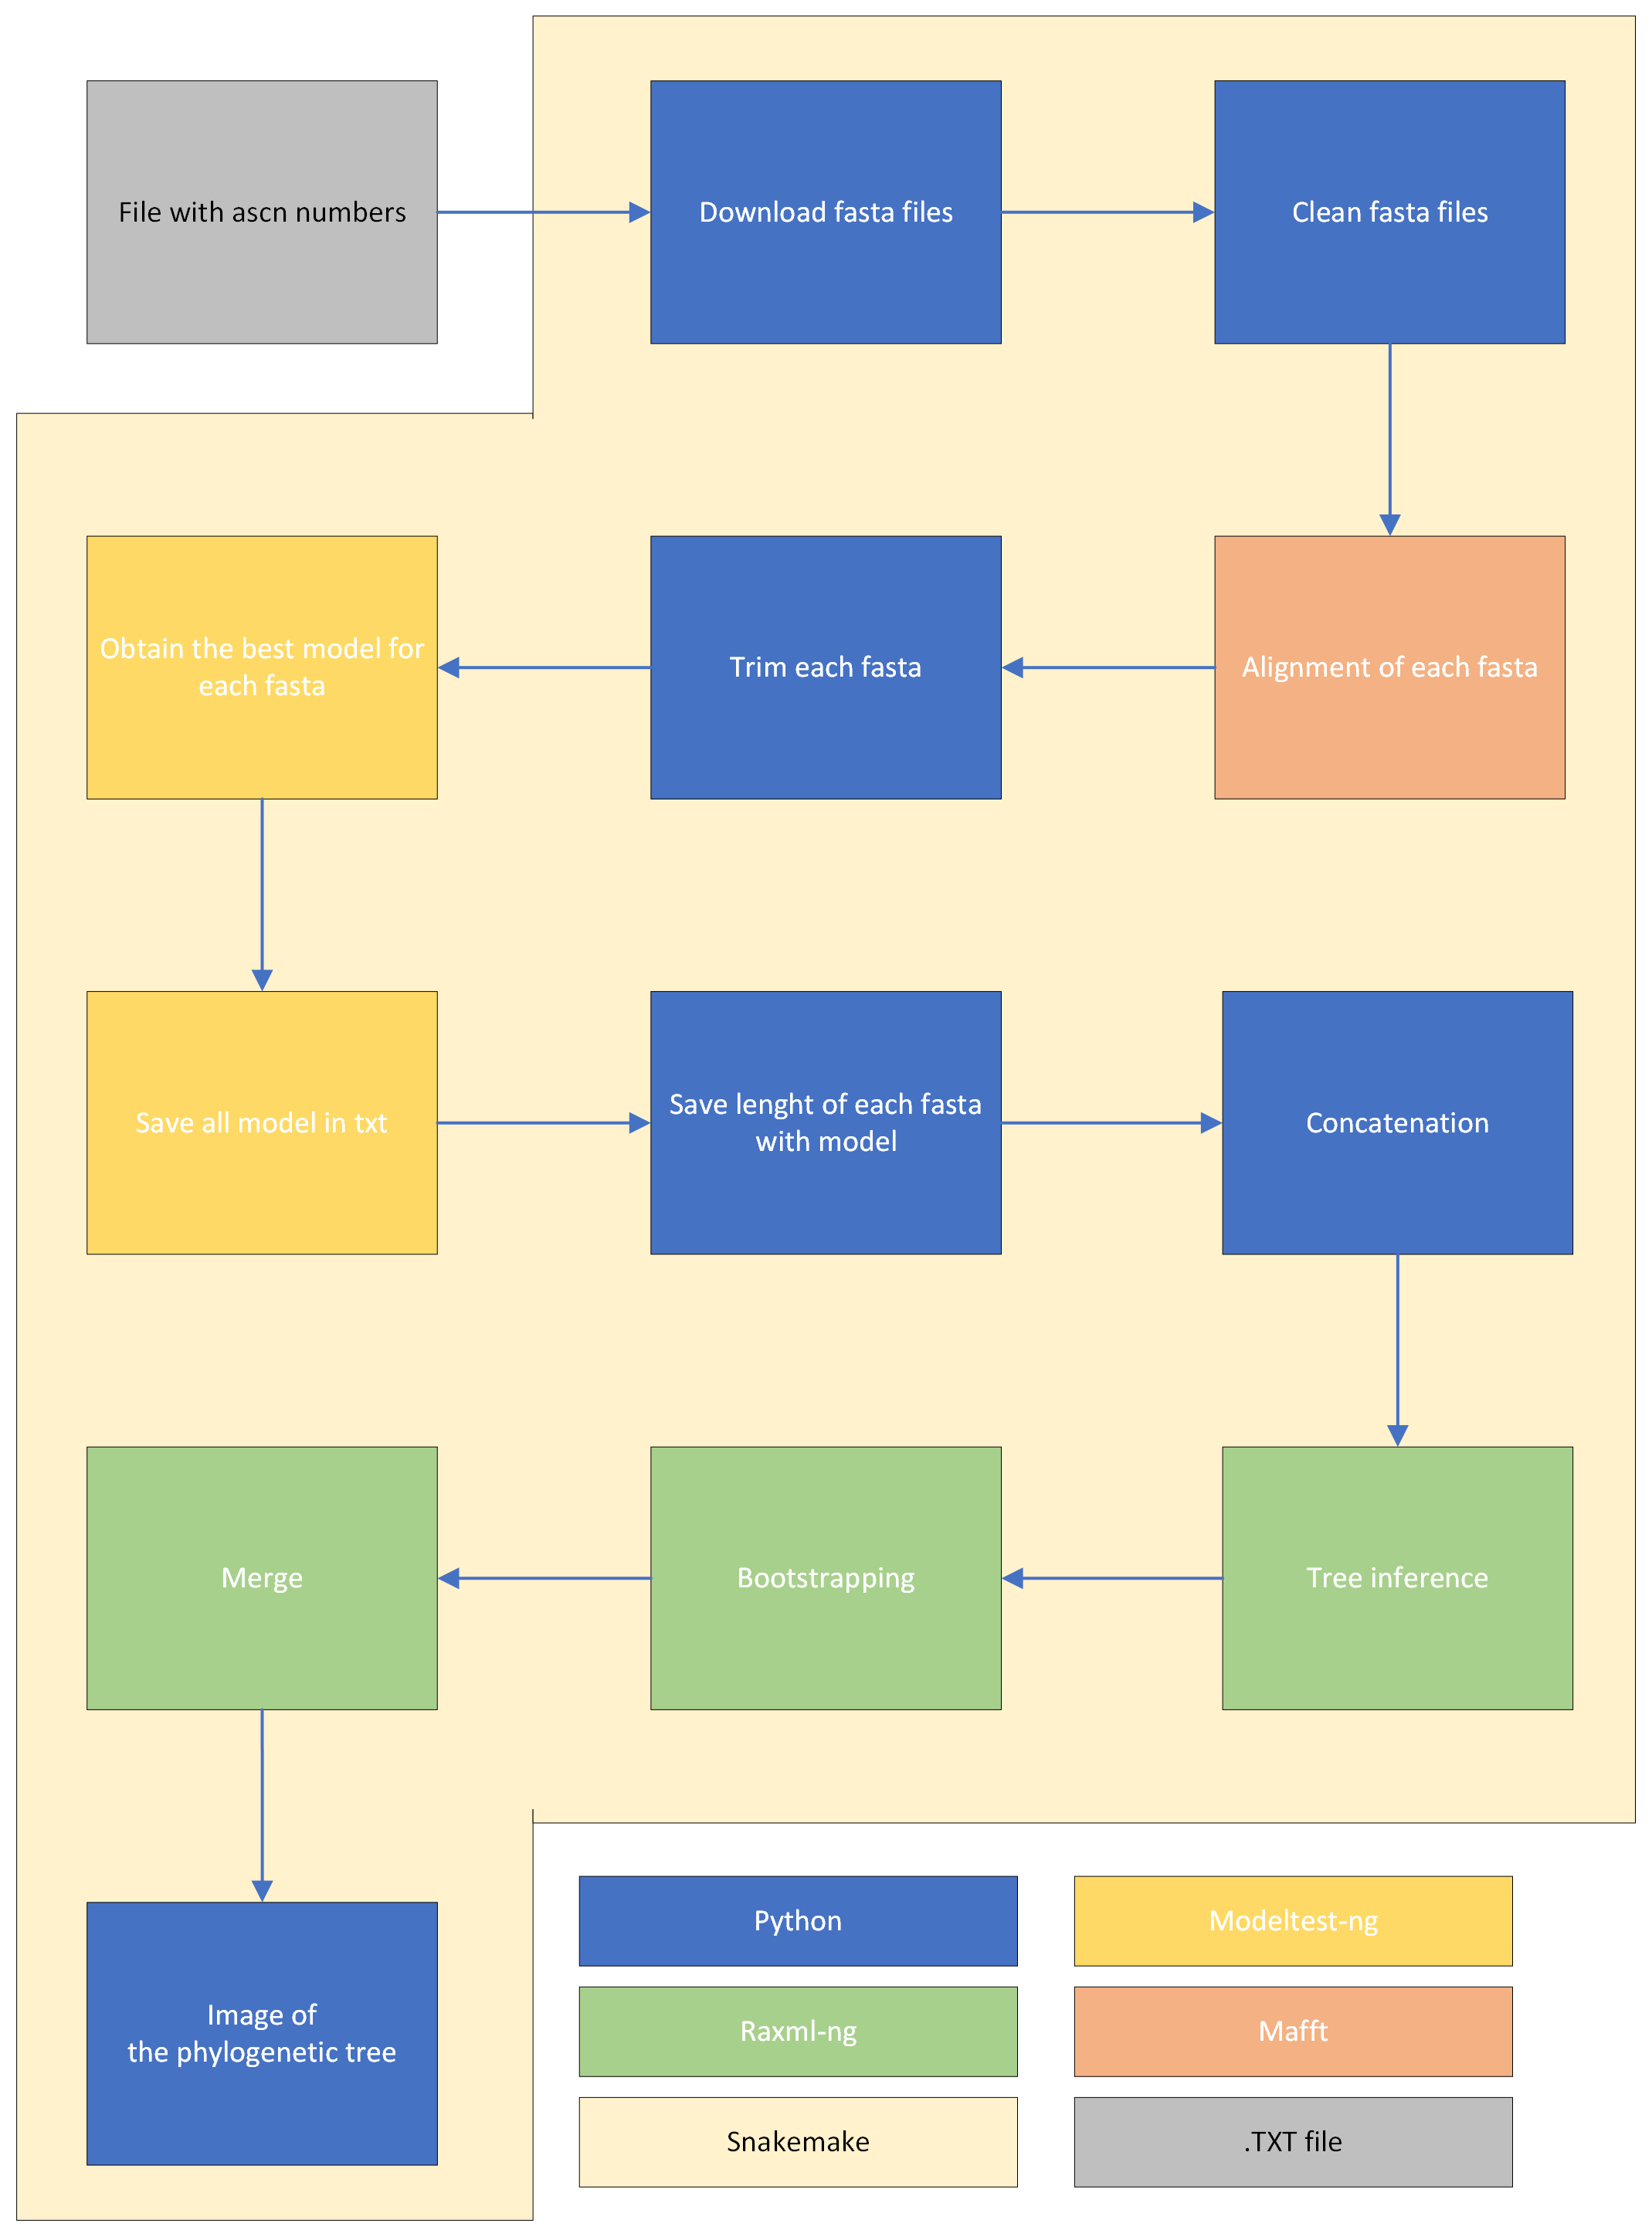 File with ascn numbers
Download fasta files
Clean fasta files
Obtain the best model for
each fasta
Trim each fasta
Alignment of each fasta
Save all model in txt
Save lenght of each fasta
with model
Concatenation
Merge
Bootstrapping
Tree inference
Image of
the phylogenetic tree
Python
Modeltest-ng
Raxml-ng
Mafft
Snakemake
.TXT file